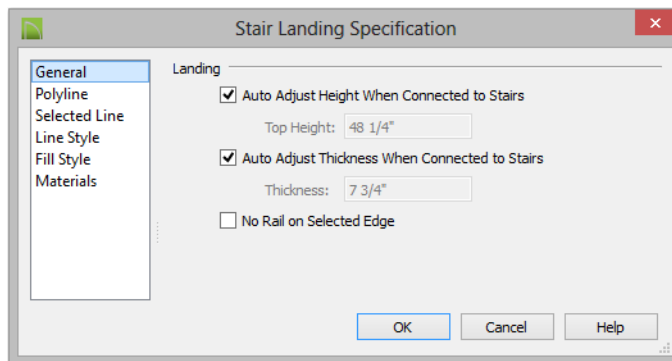 Stair Landing Specification
General
Polyline
Selected Line
Line Style
Fill Style
Materials
Landing
Auto Adjust Height When Connected to Stairs
Top Height: 48 1/4"
Auto Adjust Thickness When Connected to Stairs
Thickness: 7 3/4"
No Rail on Selected Edge
OK Cancel Help